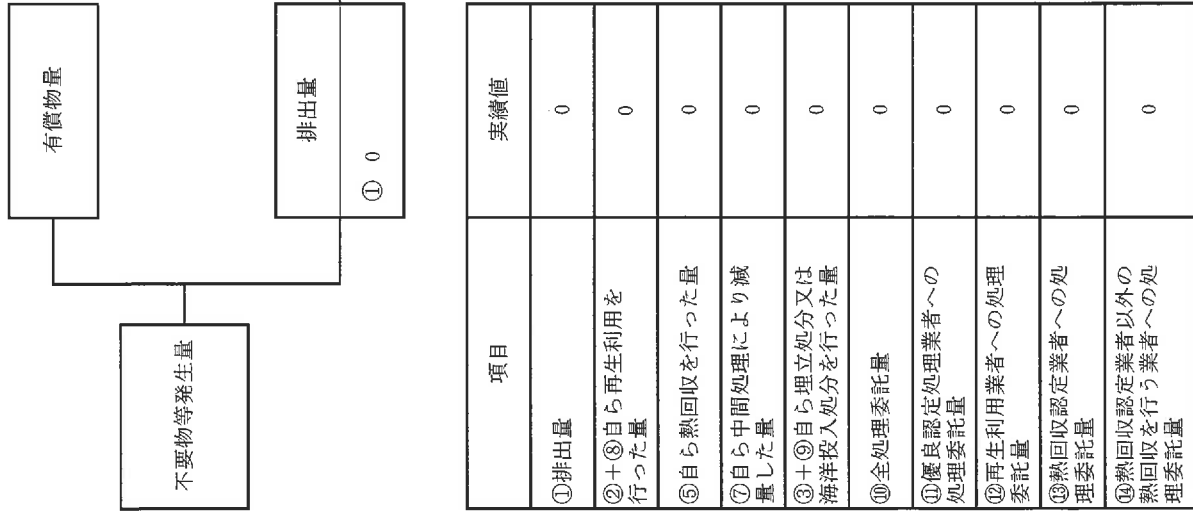 有償物量
不要物等発生量
排出量
① 0
項目
実績値
①排出量
0
②+⑧自ら再生利用を
行った量
0
⑤自ら熱回収を行った量
0
⑦自ら中間処理により減
量した量
0
③+⑨自ら埋立処分又は
海洋投入処分を行った量
0
⑩全処理委託量
0
⑪優良認定処理業者への
処理委託量
0
⑫再生利用業者への処理
委託量
0
⑬熱回収認定業者への処
理委託量
0
⑭熱回収認定業者以外の
熱回収を行う業者への処
理委託量
0